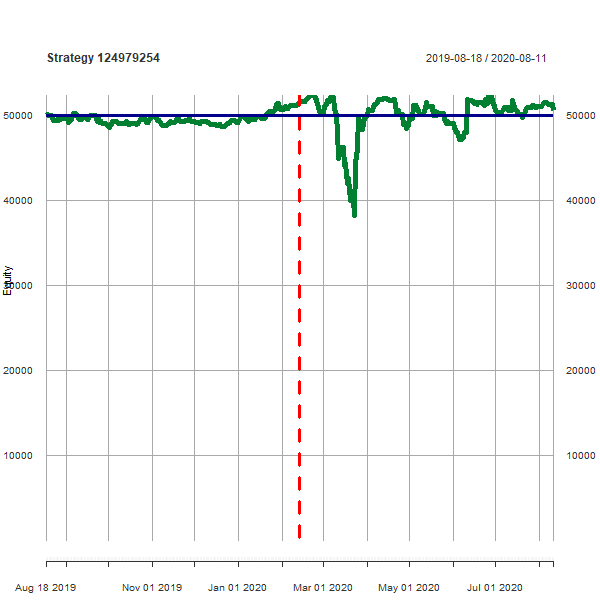 Strategy 124979254
2019-08-18 / 2020-08-11
50000
50000
40000
40000
Equity
30000
30000
20000
20000
10000
10000
Aug 18 2019
Nov 01 2019
Jan 01 2020
Mar 01 2020
May 01 2020
Jul 01 2020